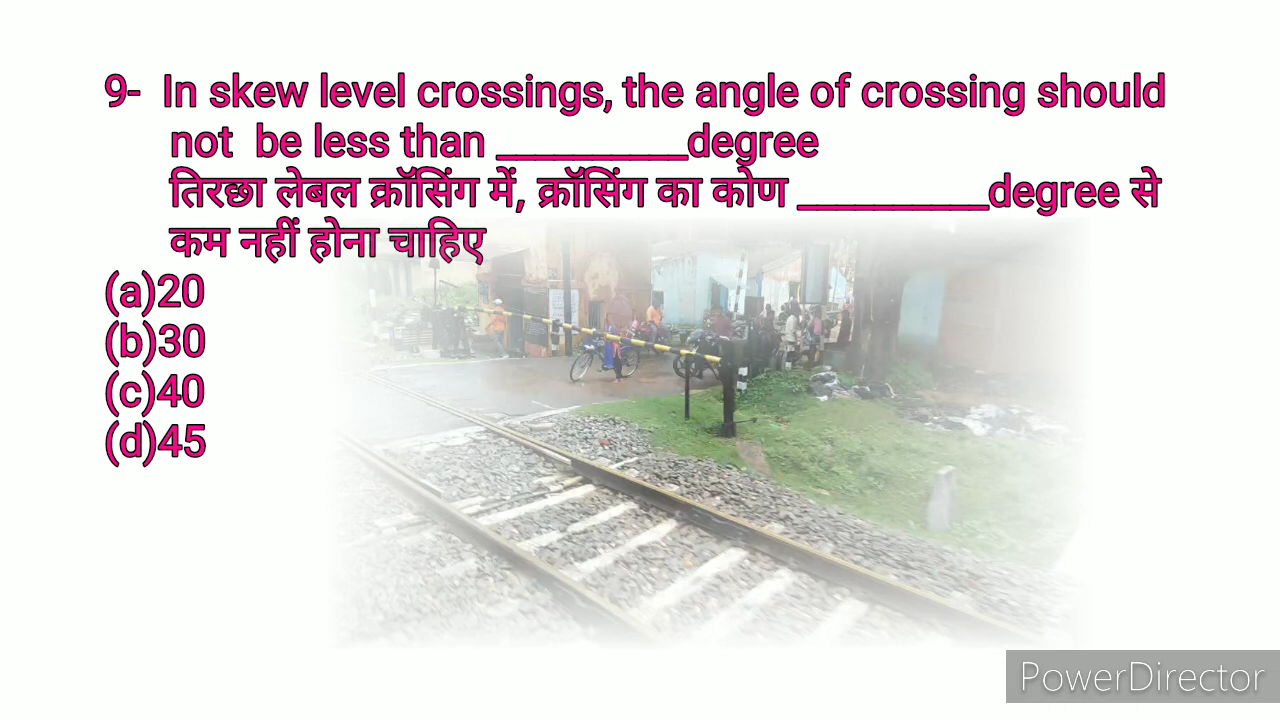 9- In skew level crossings, the angle of crossing should
not be less than __________degree
तिरछा लेबल क्रॉसिंग में, क्रॉसिंग का कोण __________degree से
कम नहीं होना चाहिए
(a)20
(b)30
(c)40
(d)45
PowerDirector